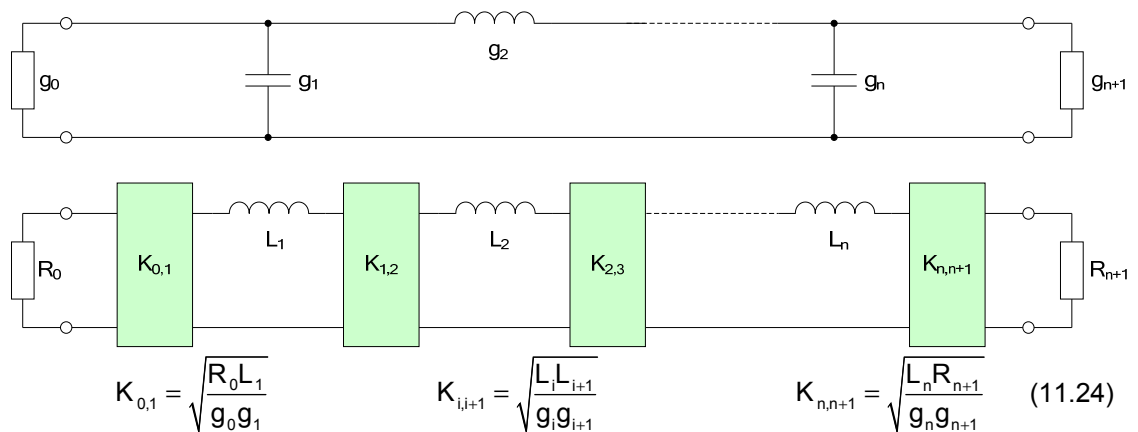 g₂
g₀ g₁ gₙ gₙ₊₁
R₀ K₀,₁ L₁ K₁,₂ L₂ K₂,₃ Lₙ Kₙ,ₙ₊₁ Rₙ₊₁
K₀,₁ = √(R₀L₁ / g₀g₁) Kᵢ,ᵢ₊₁ = √(LᵢLᵢ₊₁ / gᵢgᵢ₊₁) Kₙ,ₙ₊₁ = √(LₙRₙ₊₁ / gₙgₙ₊₁) (11.24)